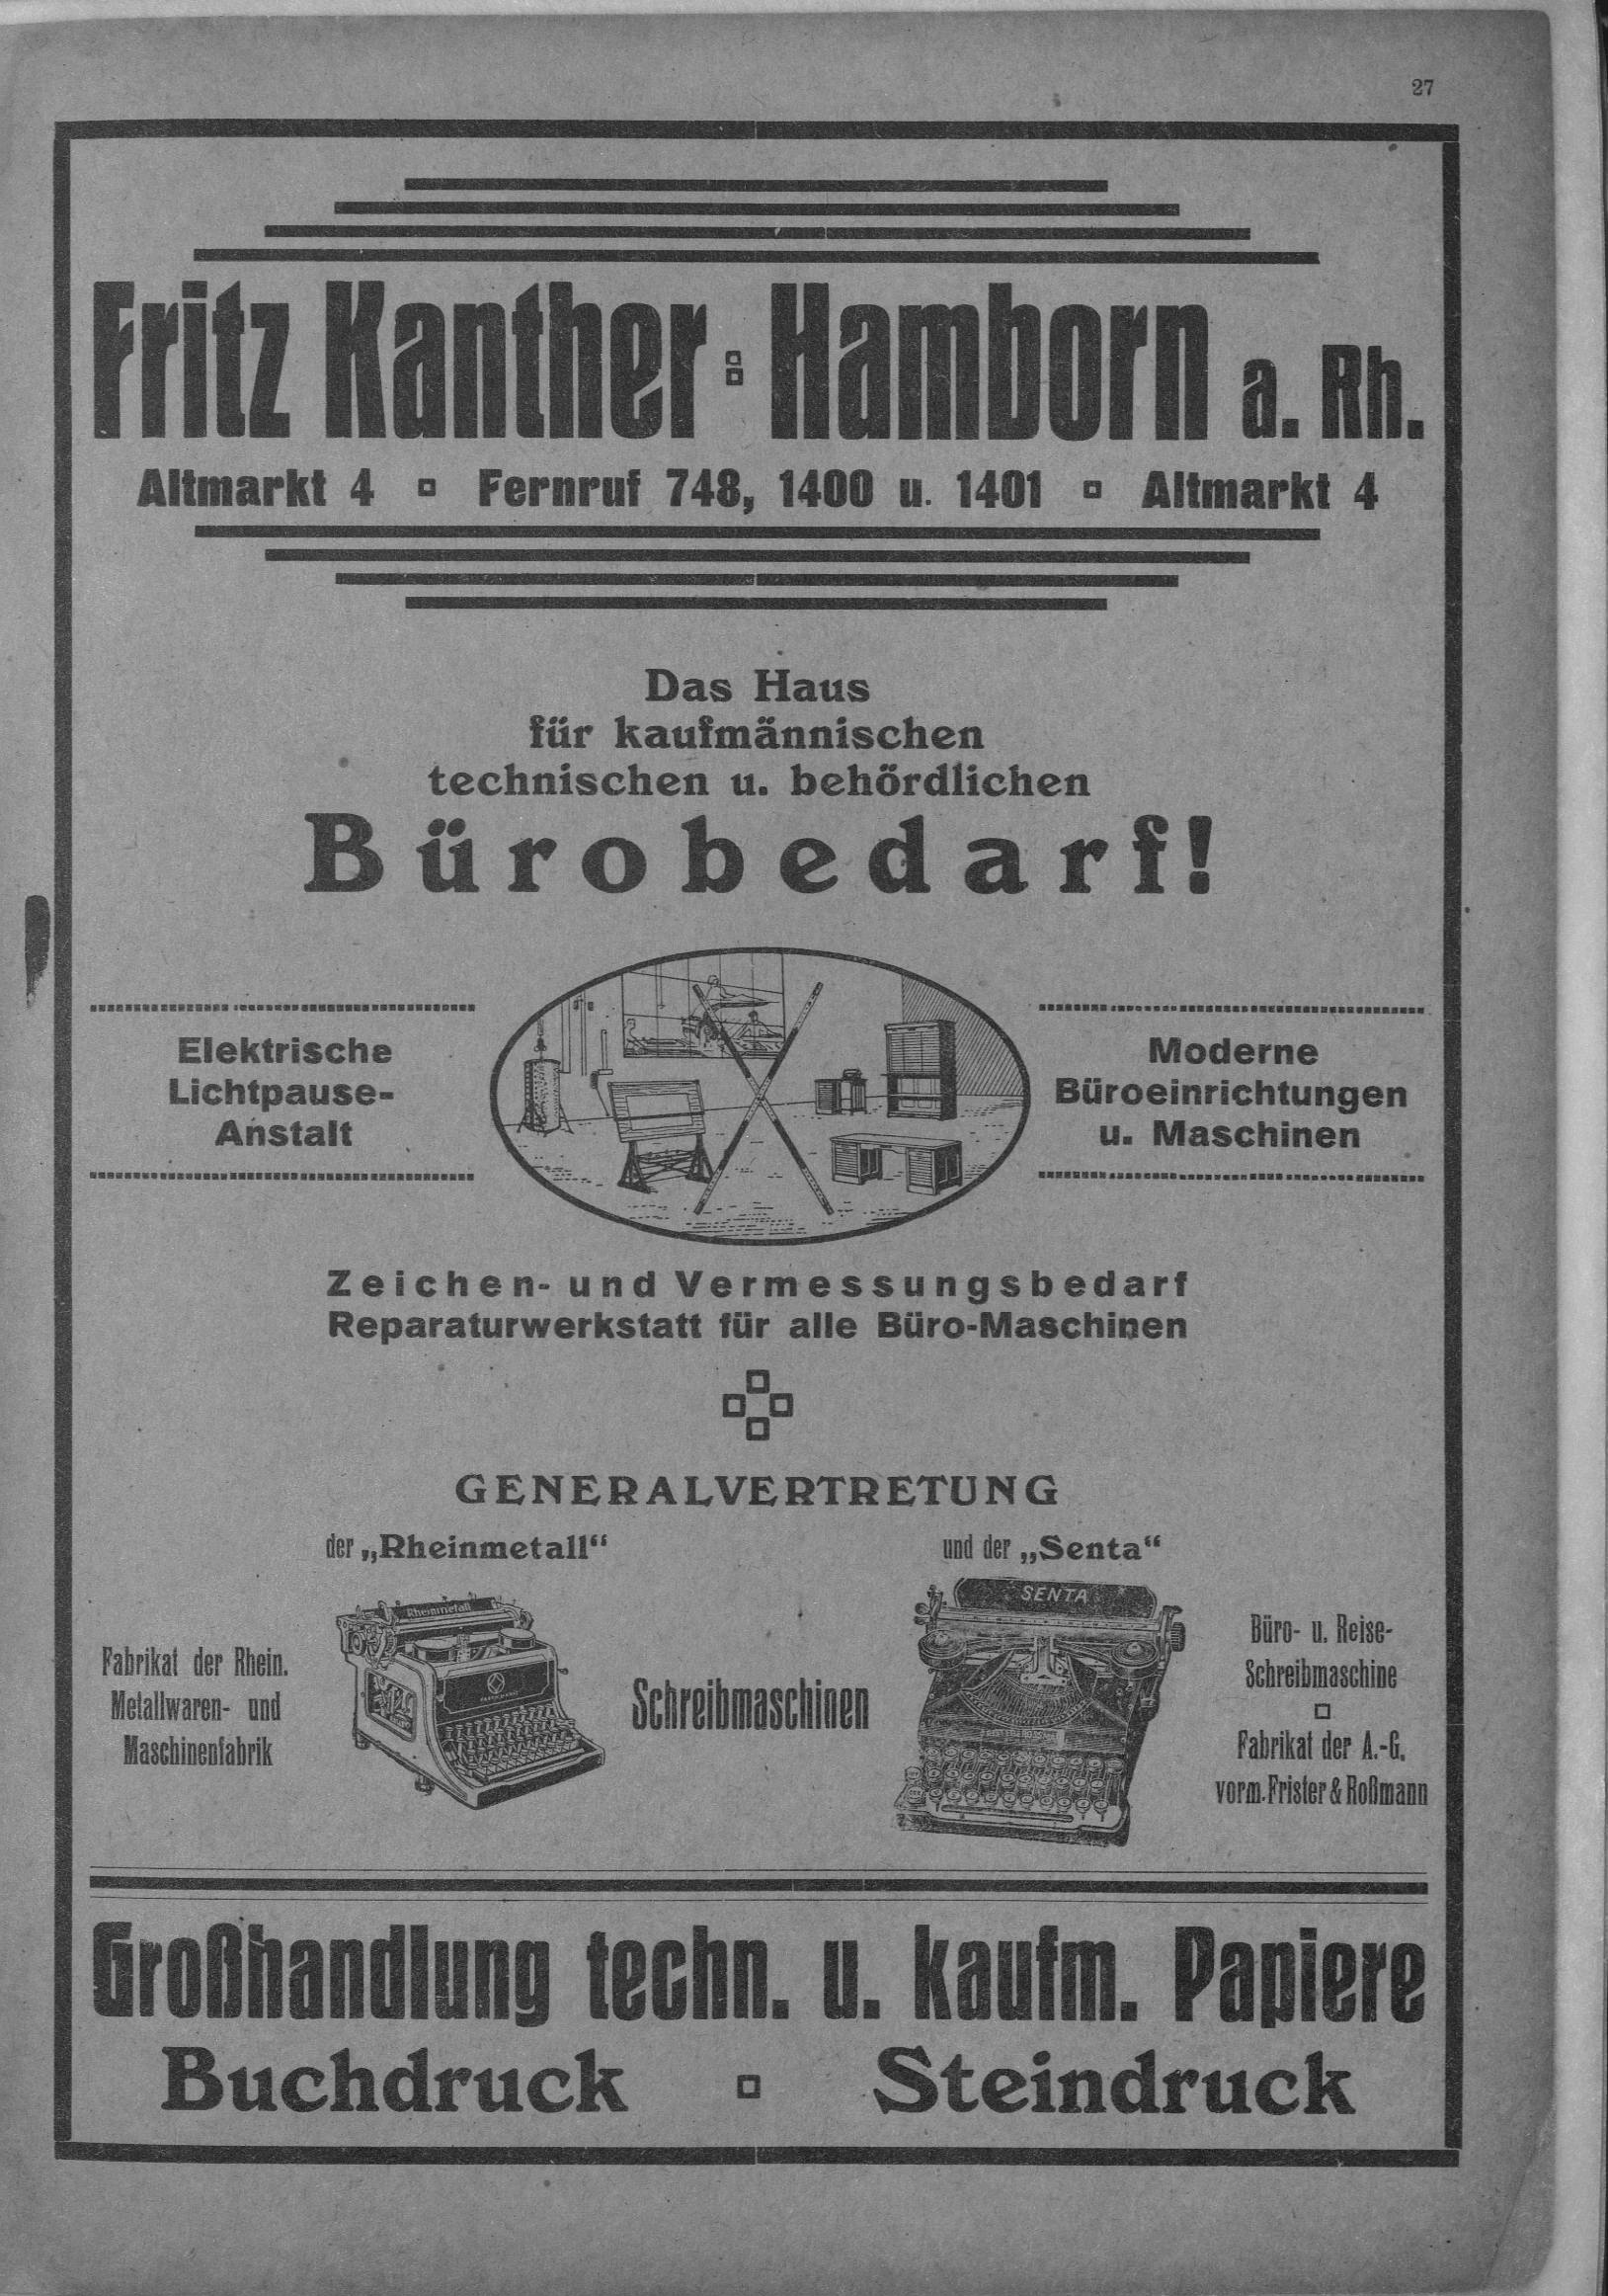 27
Fritz Kanther : Hamborn a. Rh.
Altmarkt 4 ▫ Fernruf 748, 1400 u. 1401 ▫ Altmarkt 4
Das Haus
für kaufmännischen
technischen u. behördlichen
Bürobedarf!
Elektrische
Lichtpause-
Anstalt
Moderne
Büroeinrichtungen
u. Maschinen
Zeichen- und Vermessungsbedarf
Reparaturwerkstatt für alle Büro-Maschinen
GENERALVERTRETUNG
der „Rheinmetall“
und der „Senta“
Rheinmetall
SENTA
Fabrikat der Rhein.
Metallwaren- und
Maschinenfabrik
Schreibmaschinen
Büro- u. Reise-
Schreibmaschine
▫
Fabrikat der A.-G.
vorm. Frister & Roßmann
Großhandlung techn. u. kaufm. Papiere
Buchdruck ▫ Steindruck